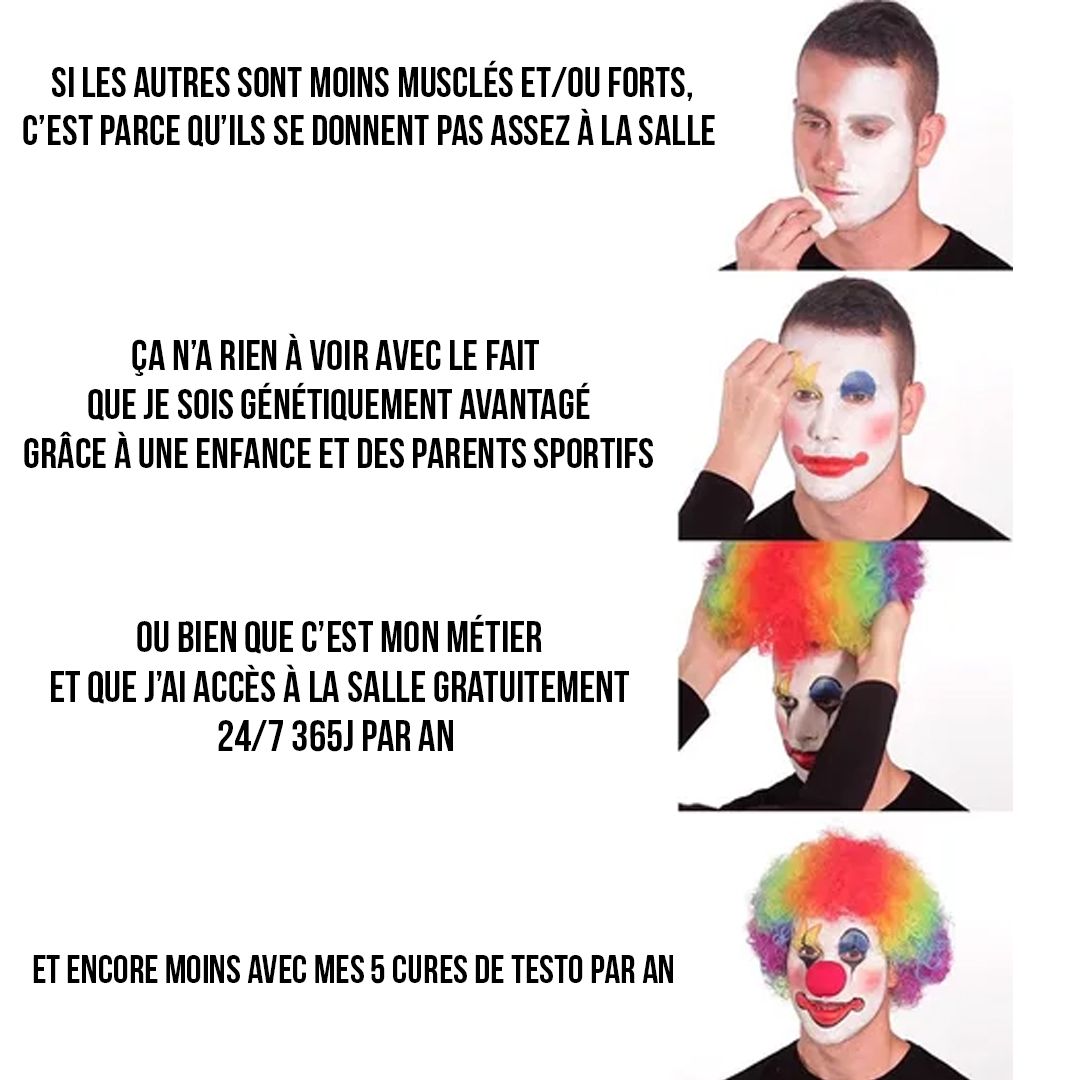 SI LES AUTRES SONT MOINS MUSCLÉS ET/OU FORTS,
C'EST PARCE QU'ILS SE DONNENT PAS ASSEZ À LA SALLE
ÇA N'A RIEN À VOIR AVEC LE FAIT
QUE JE SOIS GÉNÉTIQUEMENT AVANTAGÉ
GRÂCE À UNE ENFANCE ET DES PARENTS SPORTIFS
OU BIEN QUE C'EST MON MÉTIER
ET QUE J'AI ACCÈS À LA SALLE GRATUITEMENT
24/7 365J PAR AN
ET ENCORE MOINS AVEC MES 5 CURES DE TESTO PAR AN